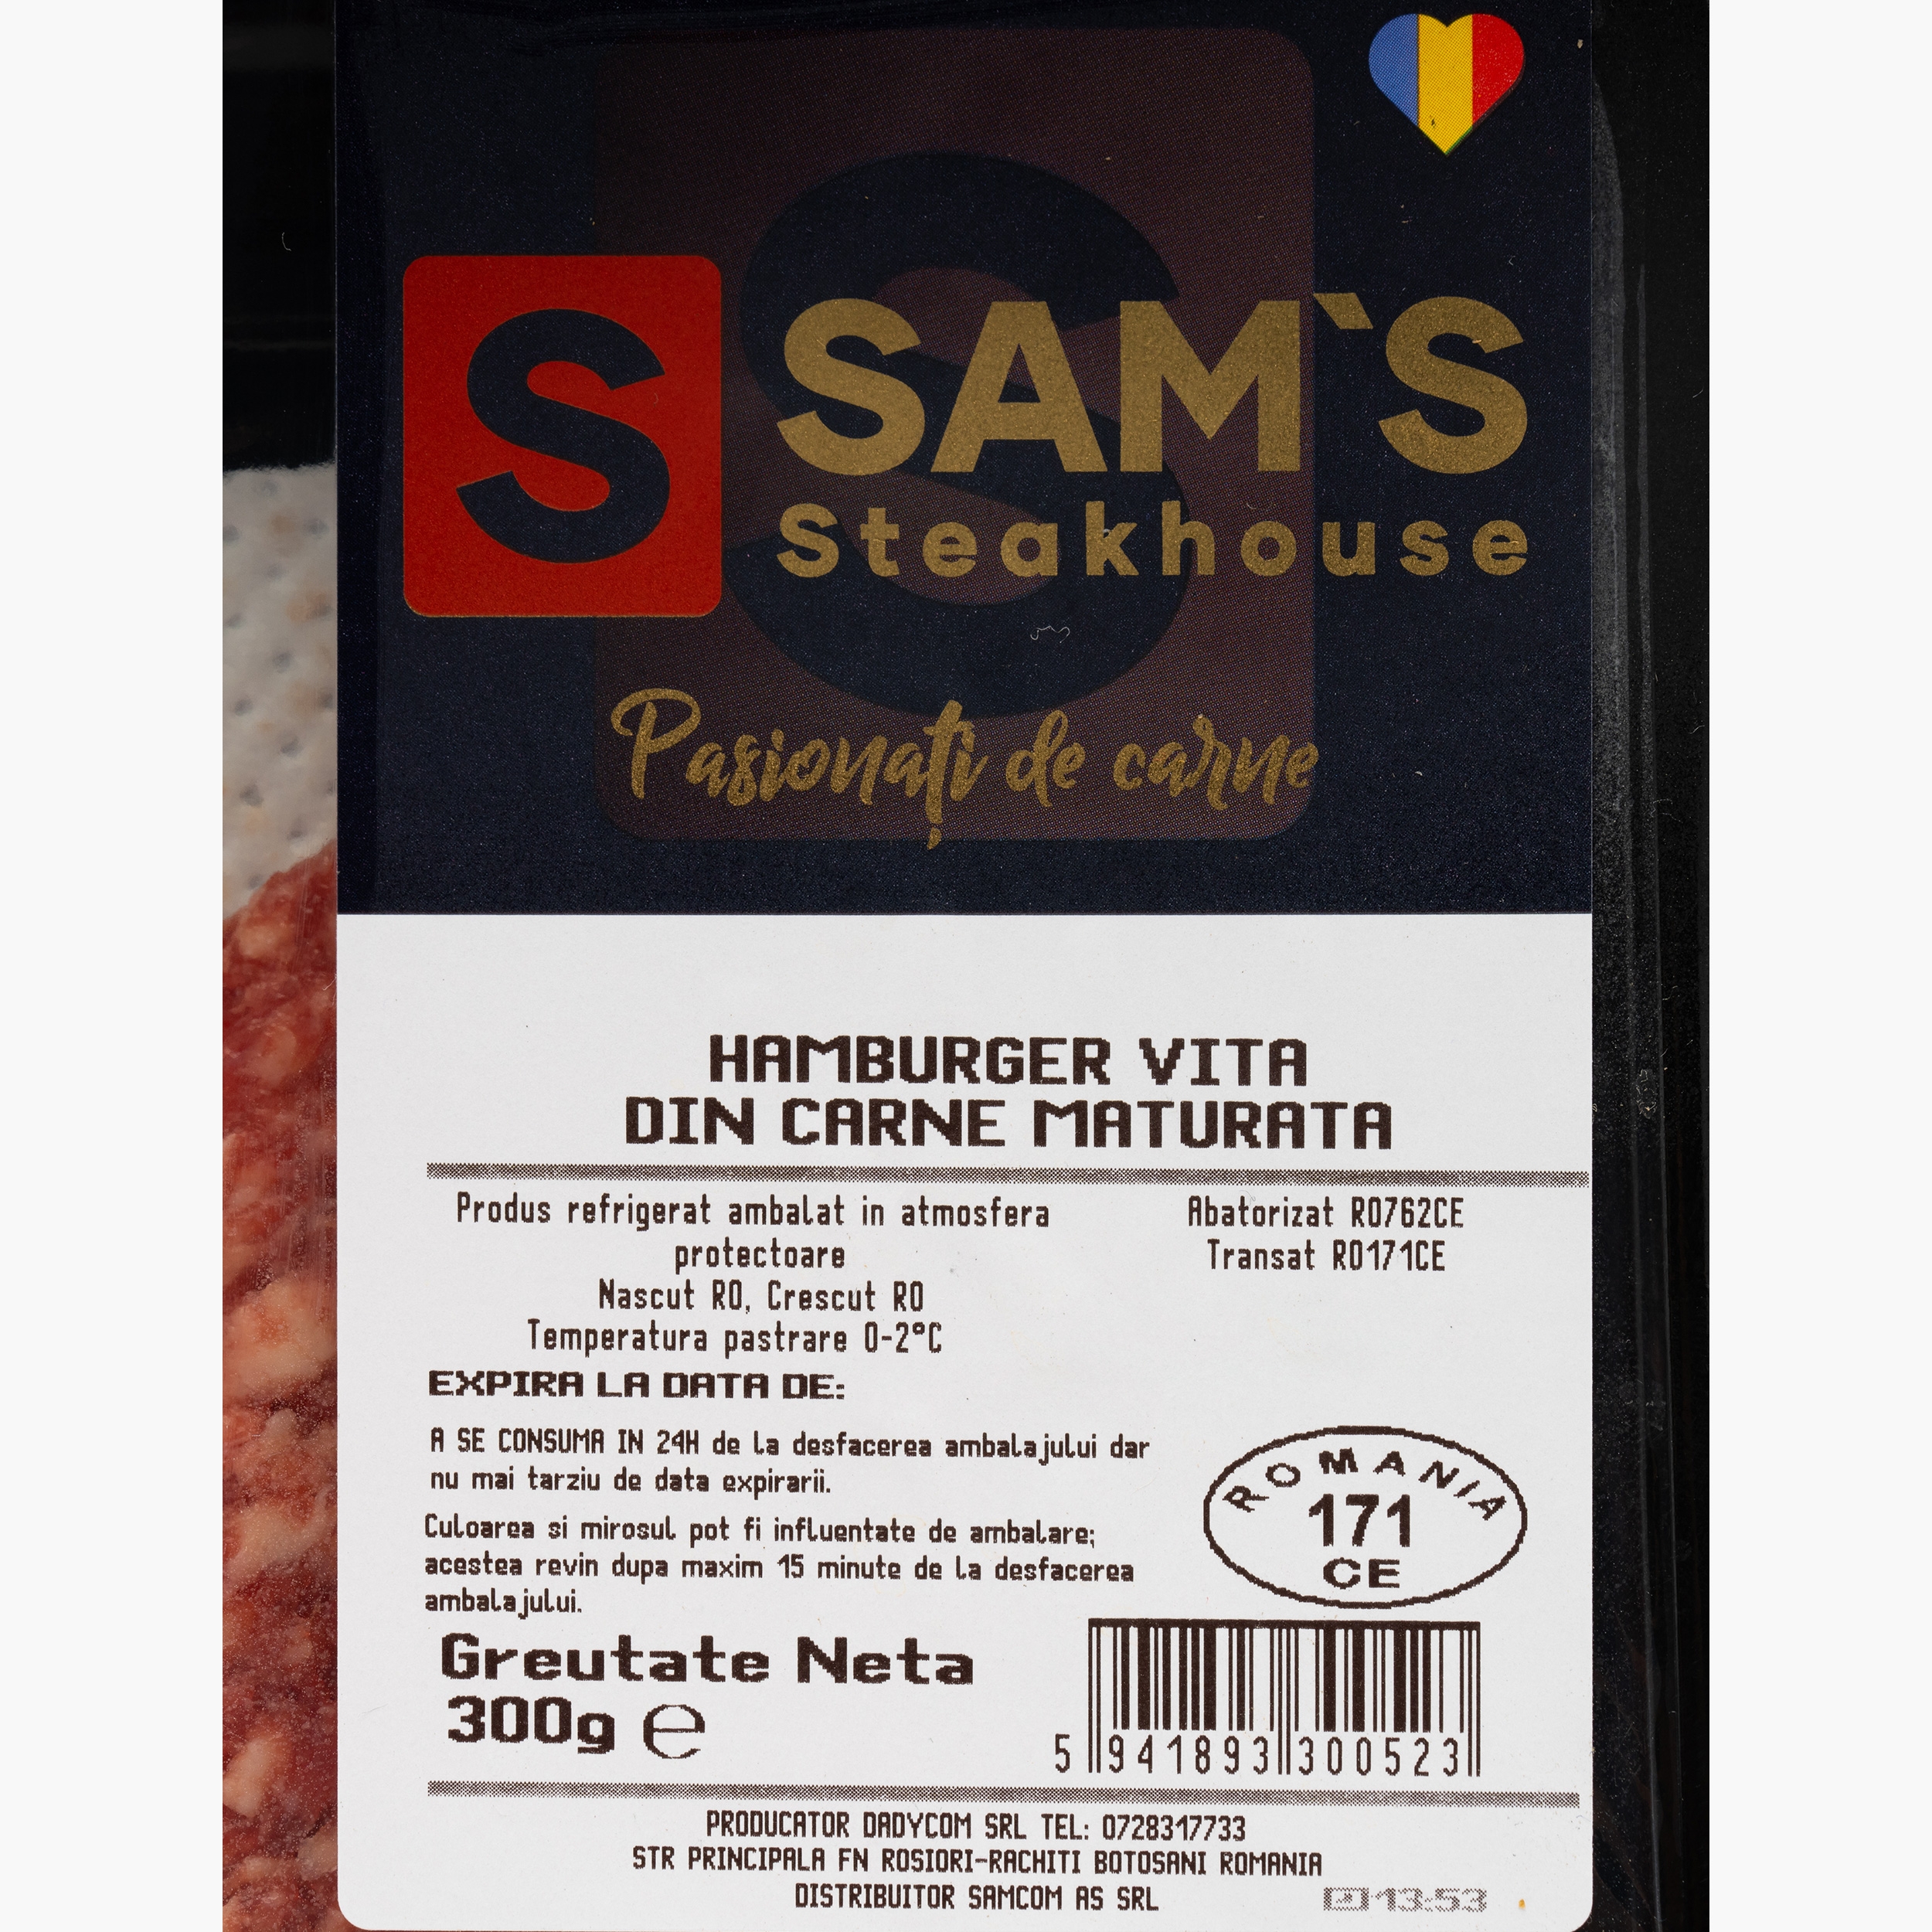 S
SAM`S
Steakhouse
Pasionați de carne
HAMBURGER VITA
DIN CARNE MATURATA
Produs refrigerat ambalat in atmosfera
protectoare
Nascut RO, Crescut RO
Temperatura pastrare 0-2°C
Abatorizat RO762CE
Transat RO171CE
EXPIRA LA DATA DE:
A SE CONSUMA IN 24H de la desfacerea ambalajului dar
nu mai tarziu de data expirarii.
Culoarea si mirosul pot fi influentate de ambalare;
acestea revin dupa maxim 15 minute de la desfacerea
ambalajului.
ROMANIA
171
CE
Greutate Neta
300g ℮
5 941893 300523
PRODUCATOR DADYCOM SRL TEL: 0728317733
STR PRINCIPALA FN ROSIORI-RACHITI BOTOSANI ROMANIA
DISTRIBUITOR SAMCOM AS SRL
13:53